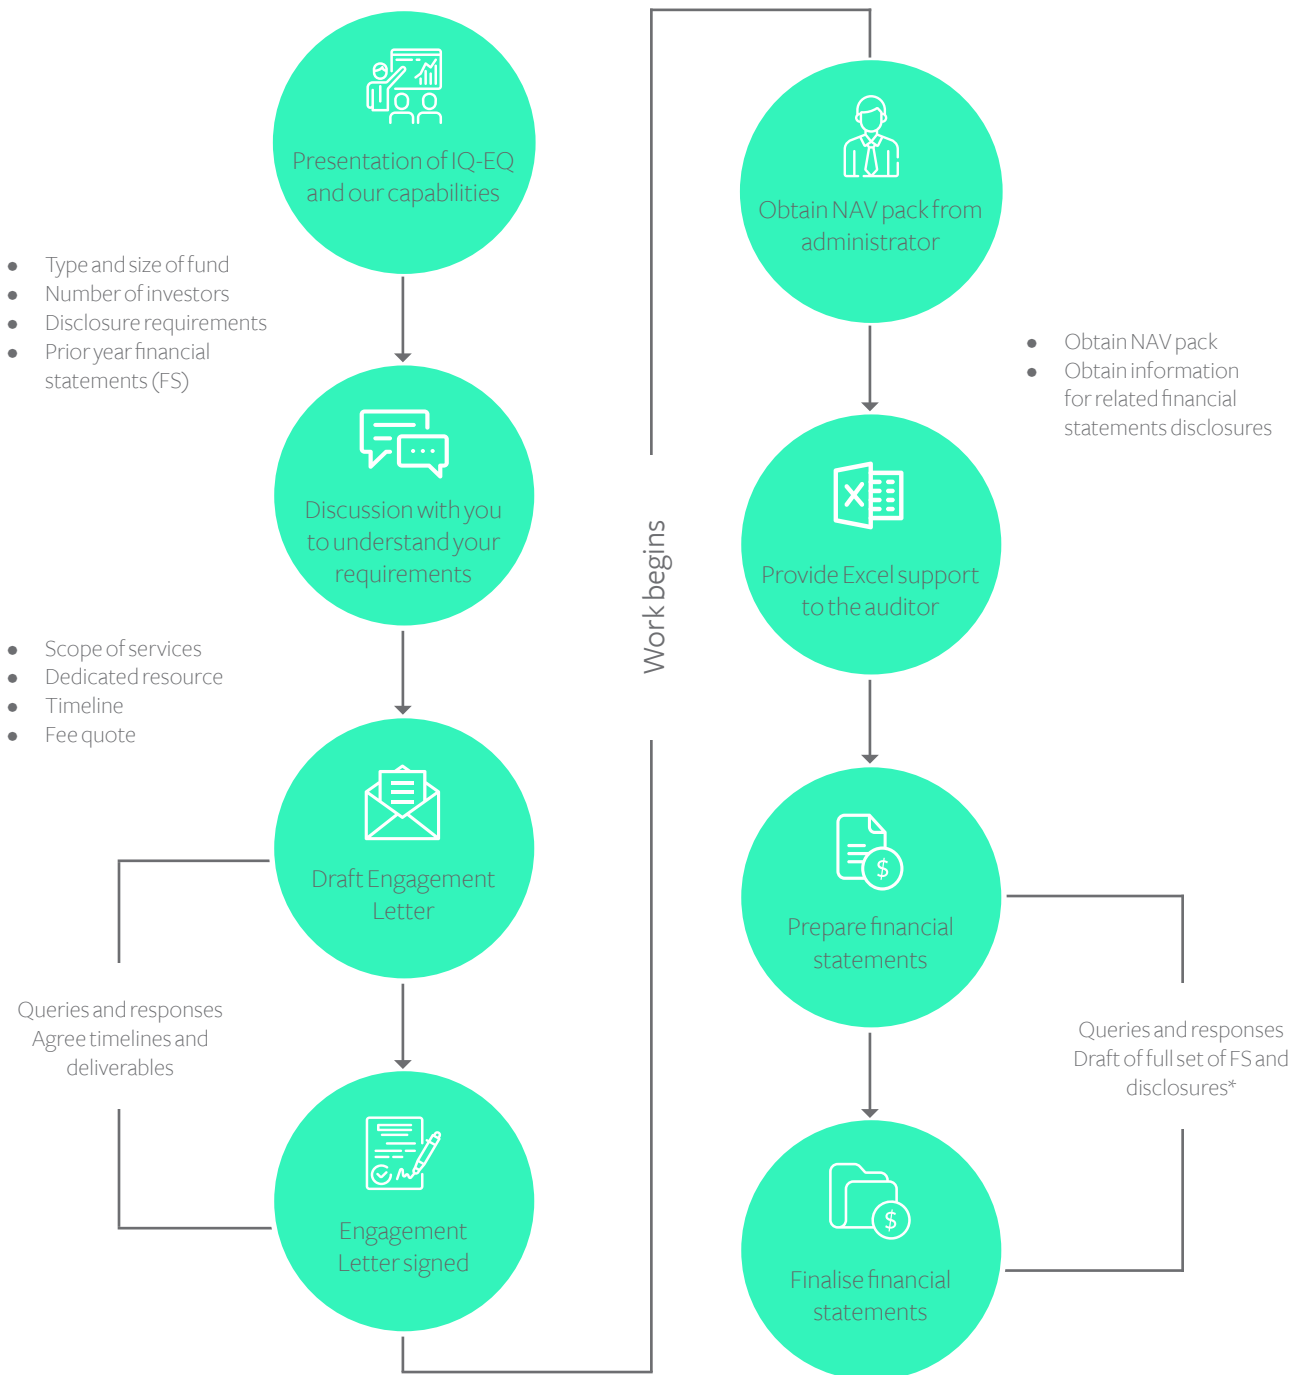 Presentation of IQ-EQ
and our capabilities
● Type and size of fund
● Number of investors
● Disclosure requirements
● Prior year financial
statements (FS)
Discussion with you
to understand your
requirements
● Scope of services
● Dedicated resource
● Timeline
● Fee quote
Draft Engagement
Letter
Queries and responses
Agree timelines and
deliverables
Engagement
Letter signed
Work begins
Obtain NAV pack from
administrator
● Obtain NAV pack
● Obtain information
for related financial
statements disclosures
X
Provide Excel support
to the auditor
$
Prepare financial
statements
Queries and responses
Draft of full set of FS and
disclosures*
$
Finalise financial
statements